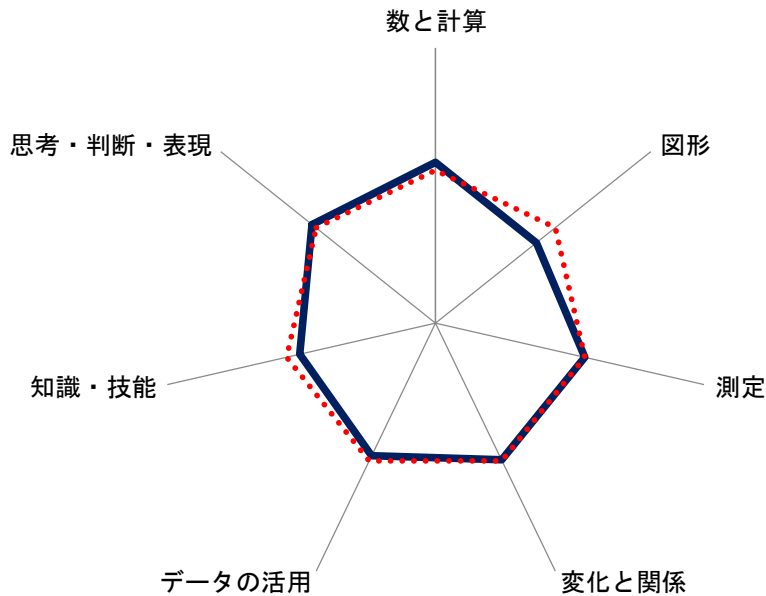 数と計算
思考・判断・表現
図形
知識・技能
測定
データの活用
変化と関係